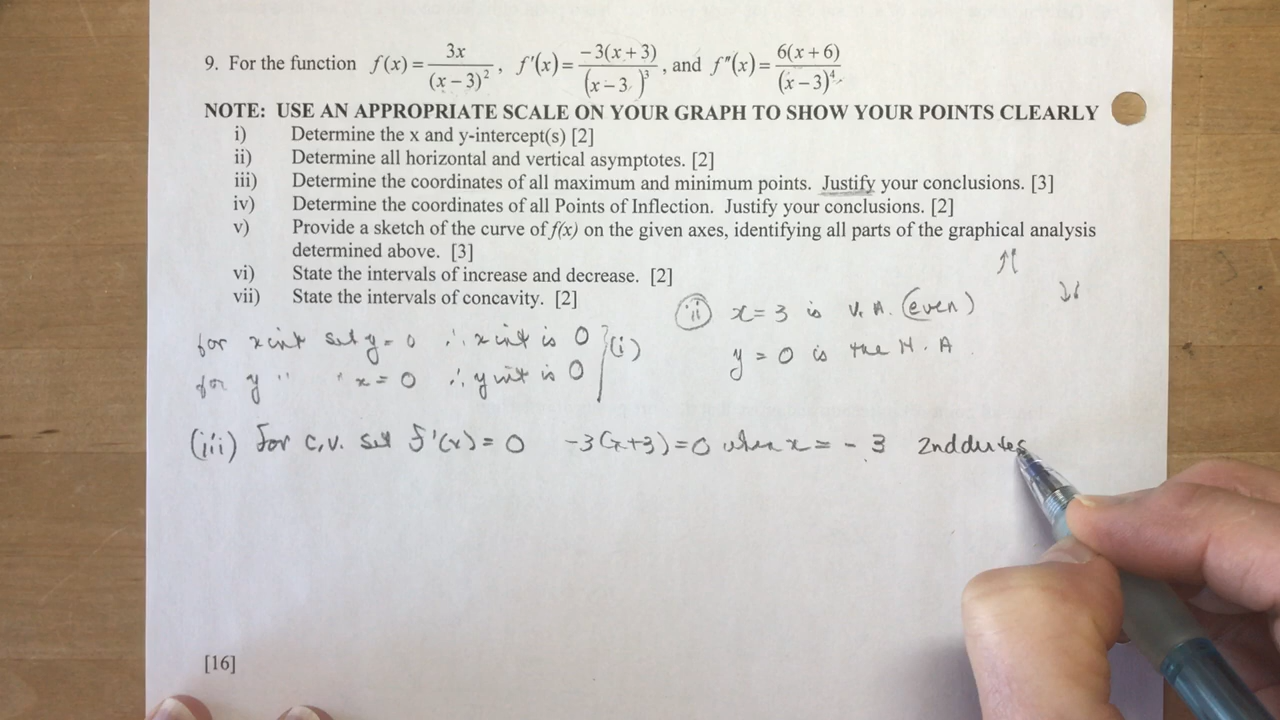 9. For the function f(x) = 3x/(x – 3)², f'(x) = –3(x + 3)/(x – 3)³, and f''(x) = 6(x + 6)/(x – 3)⁴
NOTE: USE AN APPROPRIATE SCALE ON YOUR GRAPH TO SHOW YOUR POINTS CLEARLY
i) Determine the x and y-intercept(s) [2]
ii) Determine all horizontal and vertical asymptotes. [2]
iii) Determine the coordinates of all maximum and minimum points. Justify your conclusions. [3]
iv) Determine the coordinates of all Points of Inflection. Justify your conclusions. [2]
v) Provide a sketch of the curve of f(x) on the given axes, identifying all parts of the graphical analysis
determined above. [3]
vi) State the intervals of increase and decrease. [2]
vii) State the intervals of concavity. [2]
(ii) x = 3 is V.A. (even)
y = 0 is the H.A
for x int set y = 0 ∴ x int is 0 (i)
for y " " x = 0 ∴ y int is 0
(iii) for c.v. set f'(x) = 0 -3(x+3) = 0 when x = -3 2nd
[16]